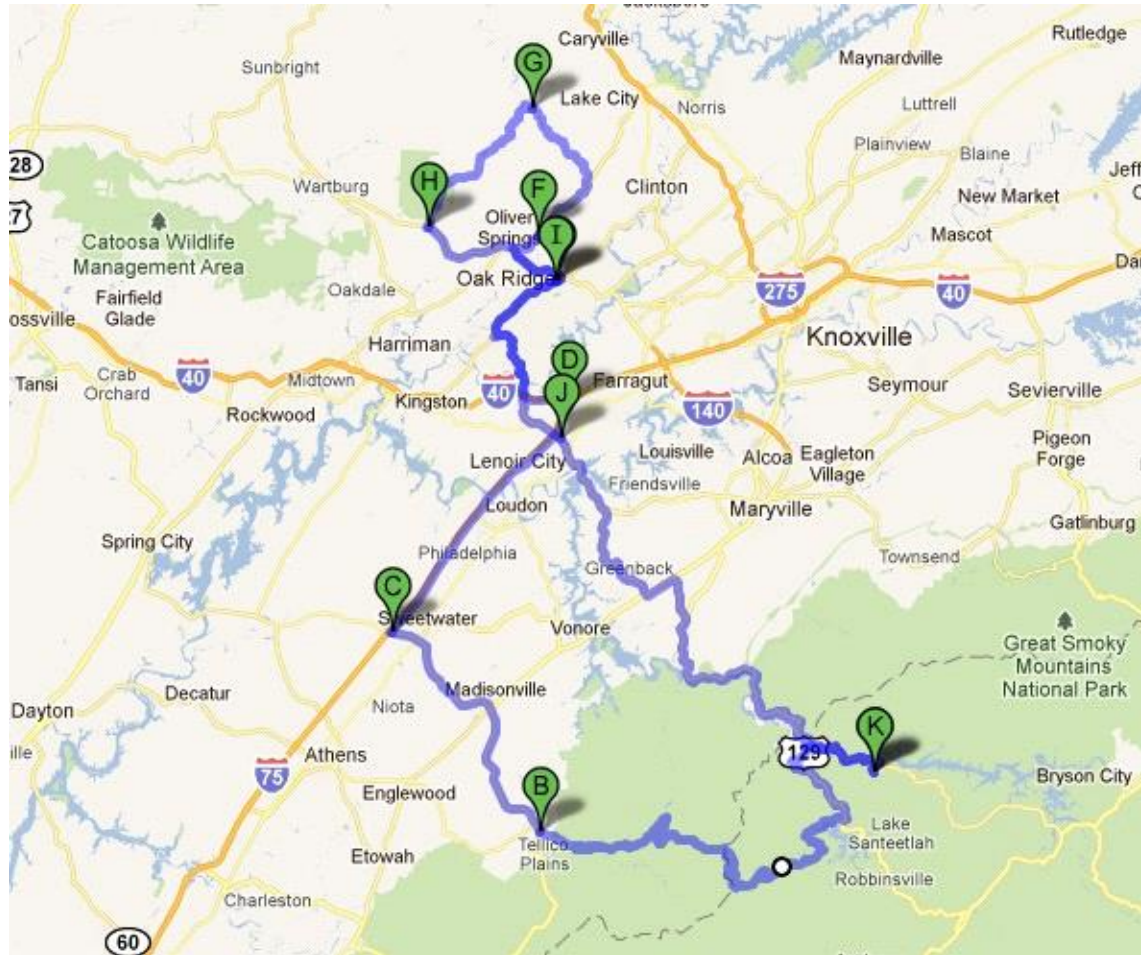 Jacksboro
Caryville
Rutledge
Sunbright
G
Maynardville
Lake City
Norris
Luttrell
Plainview
Blaine
28
Wartburg
H
F
Clinton
New Market
Jeff
Catoosa Wildlife
Management Area
Oliver
Springs
I
Mascot
Oak Ridge
Oakdale
275
40
Dan
Fairfield
Glade
ossville
Harriman
Knoxville
D
Tansi
Crab
Orchard
40
Midtown
Kingston
40
J
Farragut
140
Seymour
Sevierville
Rockwood
Lenoir City
Louisville
Alcoa
Eagleton
Village
Pigeon
Forge
Friendsville
Loudon
Maryville
Gatlinburg
Spring City
Philadelphia
Townsend
Greenback
C
Sweetwater
Vonore
Great Smoky
Mountains
National Park
Decatur
Madisonville
Dayton
Niota
ville
K
129
Athens
75
Bryson City
B
Englewood
Tellico
Plains
Lake
Santeetlah
Etowah
Robbinsville
Charleston
60